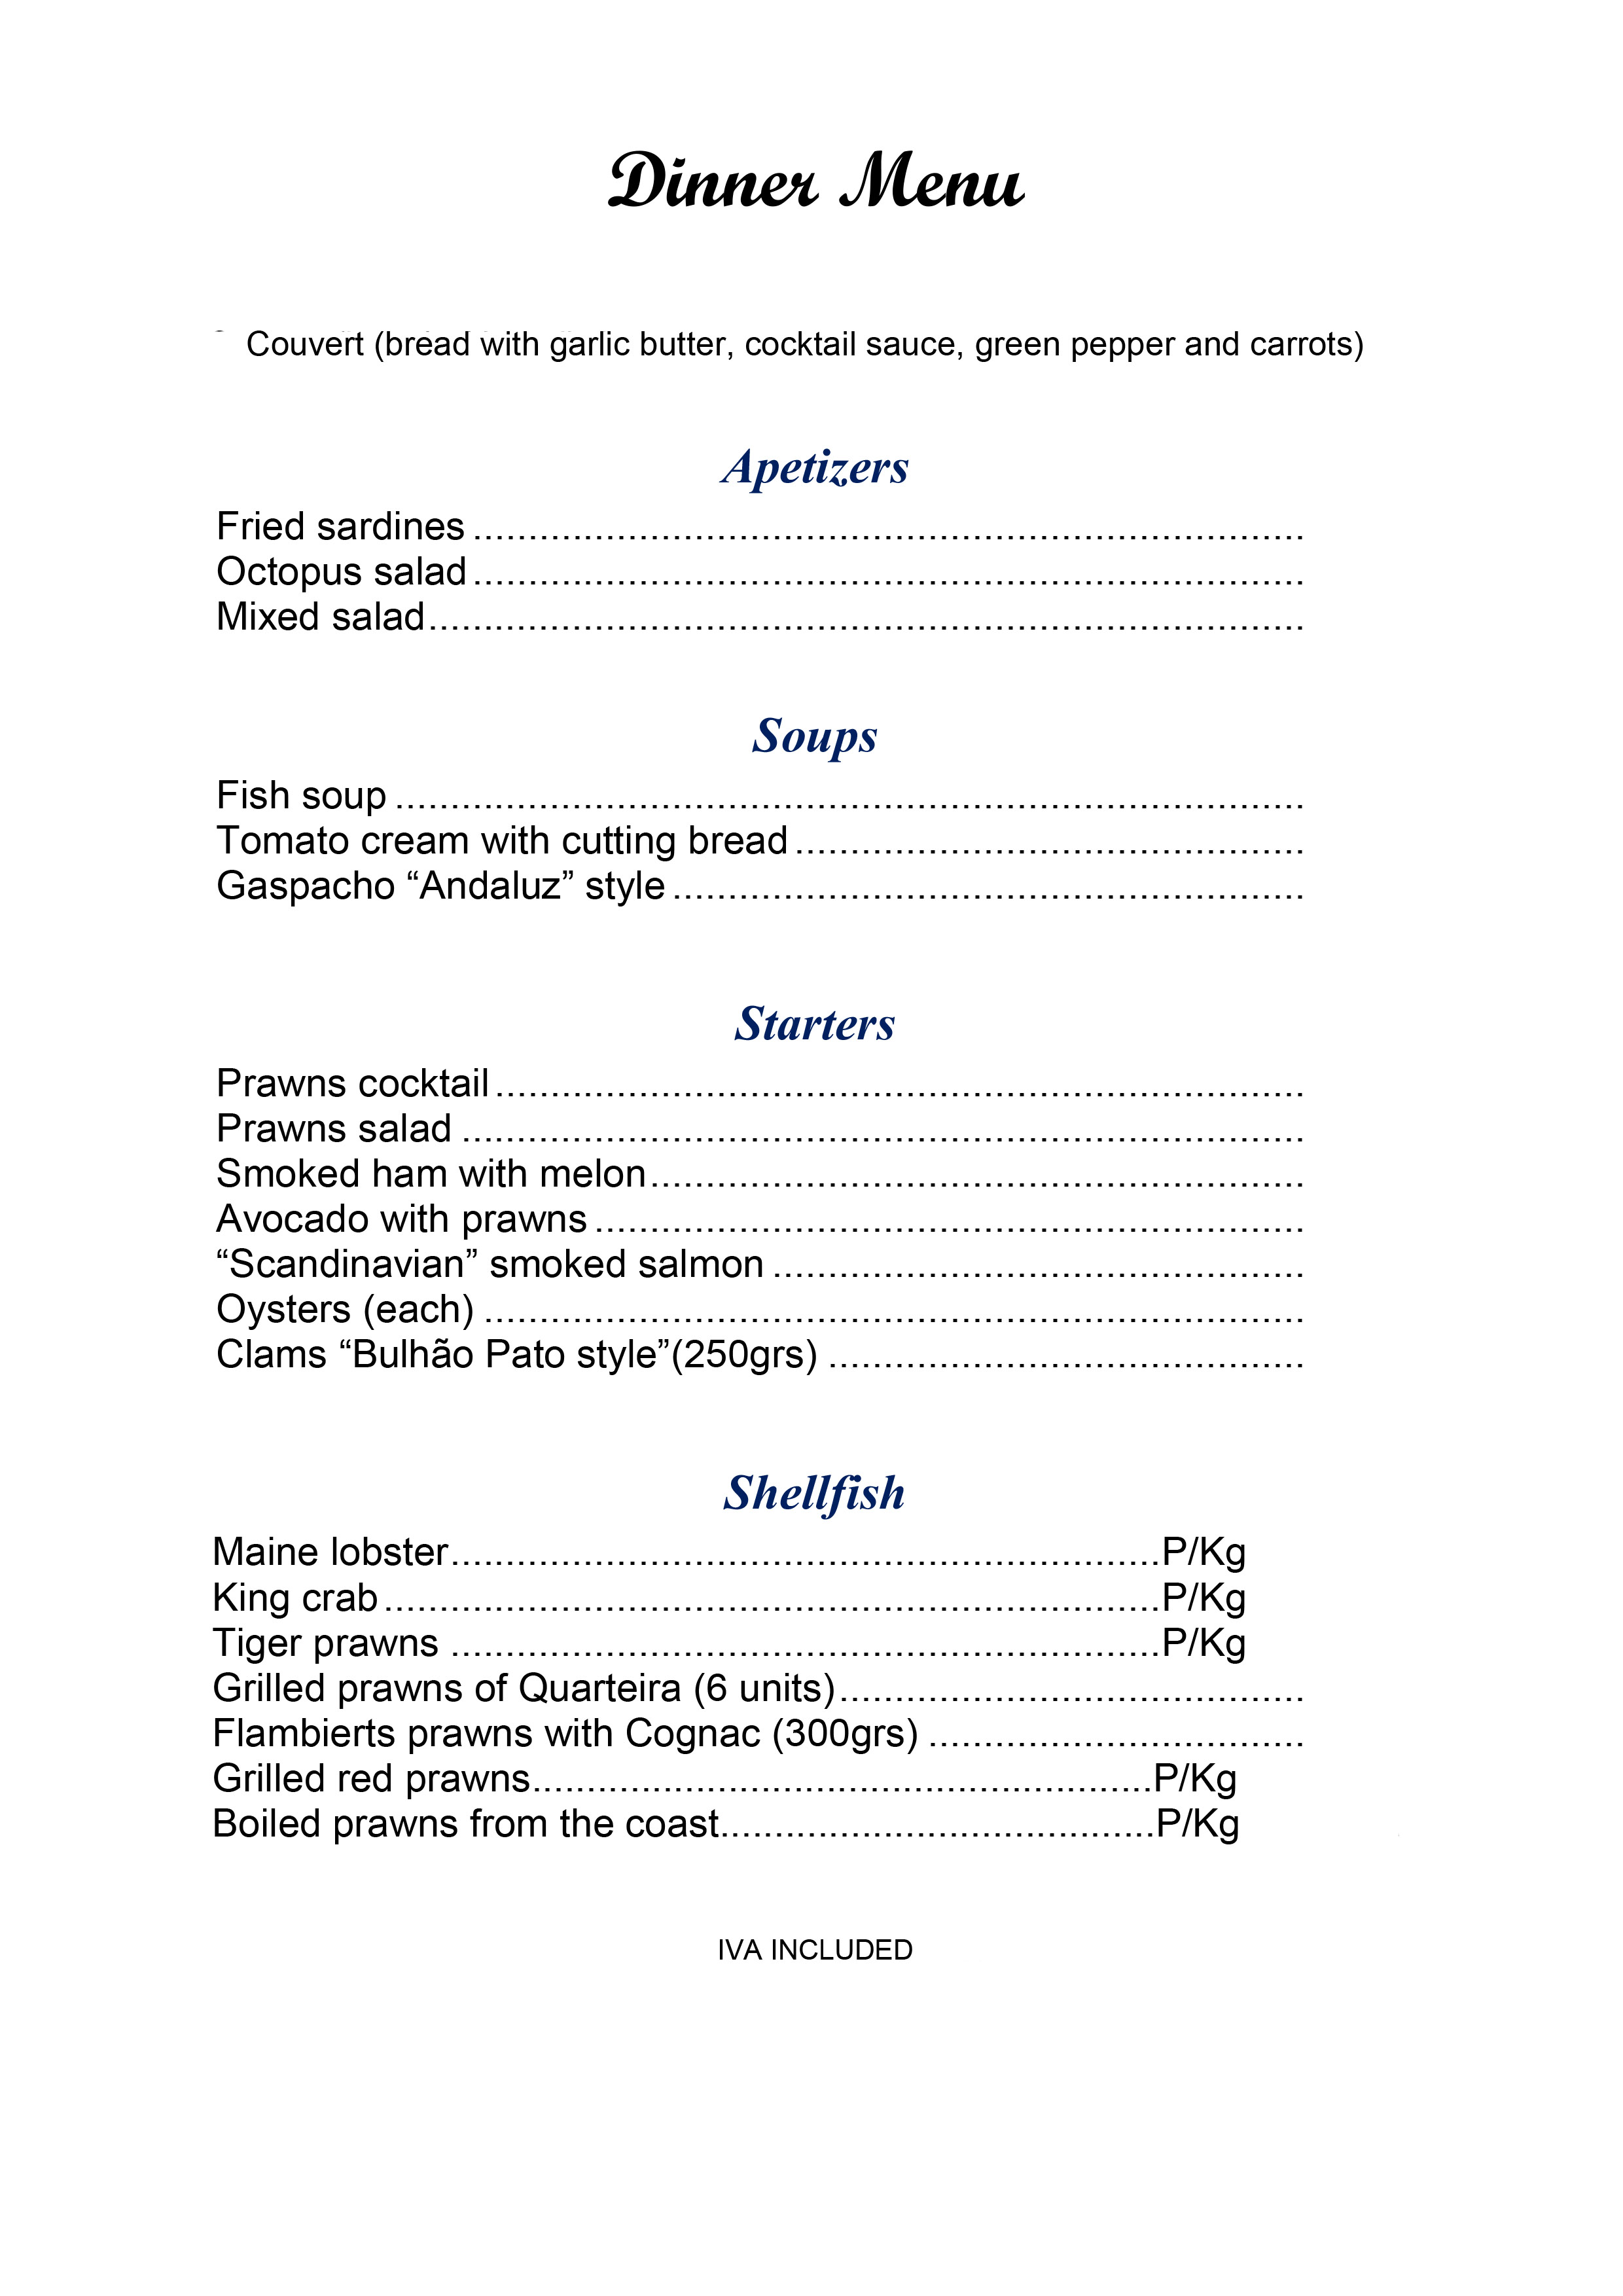 Dinner Menu
Couvert (bread with garlic butter, cocktail sauce, green pepper and carrots)
Apetizers
Fried sardines ..........................................................................
Octopus salad ..........................................................................
Mixed salad ..............................................................................
Soups
Fish soup .................................................................................
Tomato cream with cutting bread .............................................
Gaspacho “Andaluz” style ........................................................
Starters
Prawns cocktail ........................................................................
Prawns salad ...........................................................................
Smoked ham with melon ..........................................................
Avocado with prawns ...............................................................
“Scandinavian” smoked salmon ...............................................
Oysters (each) .........................................................................
Clams “Bulhão Pato style”(250grs) ..........................................
Shellfish
Maine lobster ...............................................................P/Kg
King crab .....................................................................P/Kg
Tiger prawns ...............................................................P/Kg
Grilled prawns of Quarteira (6 units) .........................................
Flambierts prawns with Cognac (300grs) .................................
Grilled red prawns.........................................................P/Kg
Boiled prawns from the coast........................................P/Kg
IVA INCLUDED